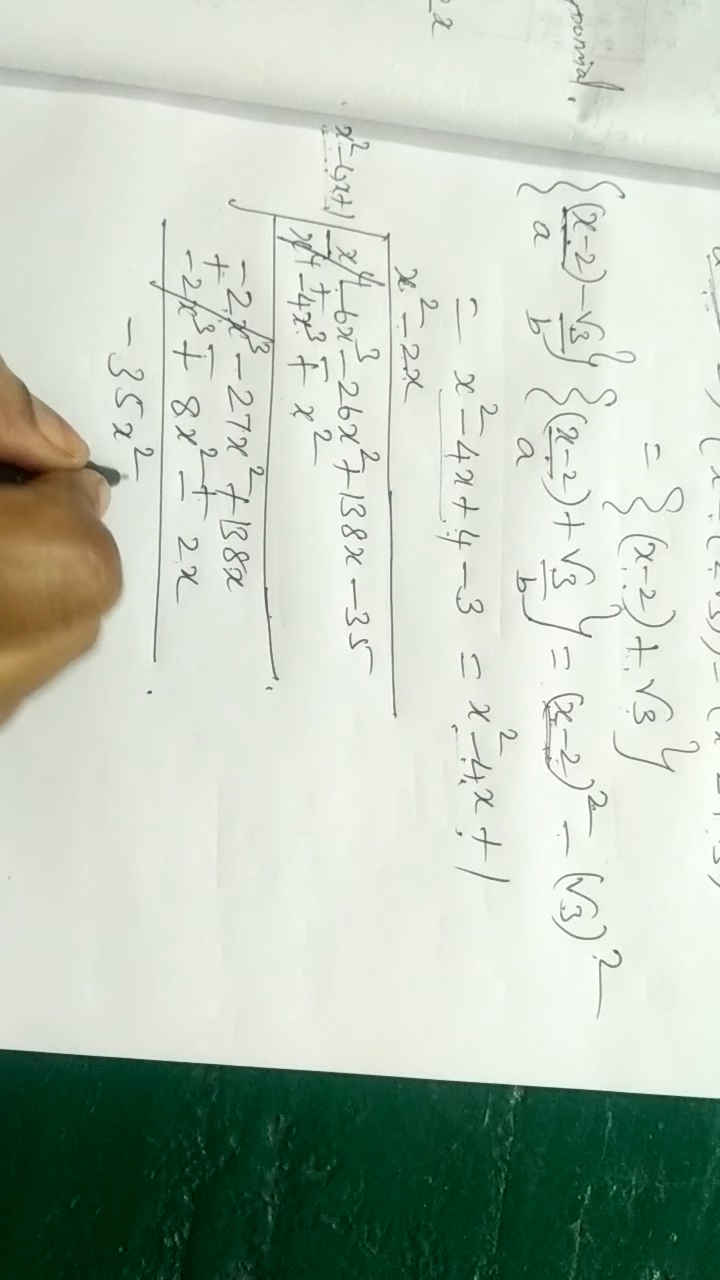 ponial.
x
= {(x-2)+√3}
{(x-2)-√3} {(x-2)+√3} = (x-2)² - (√3)²
a b a b
= x²-4x+4-3 = x²-4x+1
x²-2x
x²-4x+1 x⁴-6x³-26x²+138x-35
x⁴-4x³+x²
- + -
-2x³-27x²+138x
-2x³+8x²-2x
+ - +
-35x²